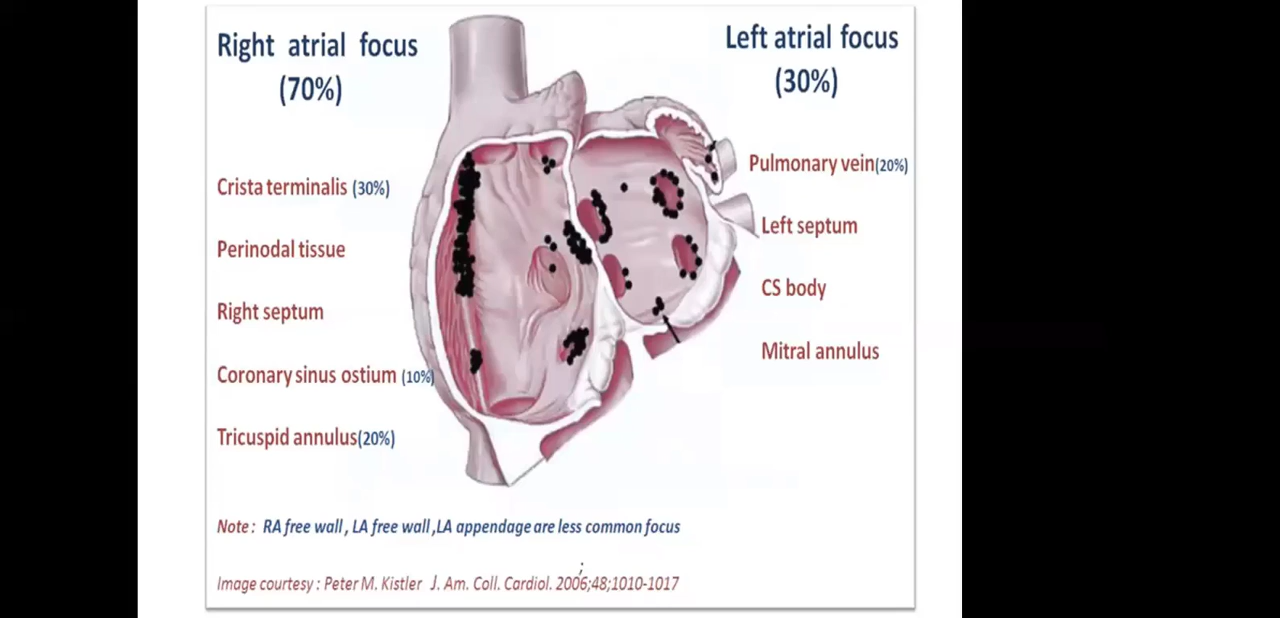 Right atrial focus
(70%)
Crista terminalis (30%)
Perinodal tissue
Right septum
Coronary sinus ostium (10%)
Tricuspid annulus(20%)
Left atrial focus
(30%)
Pulmonary vein(20%)
Left septum
CS body
Mitral annulus
Note : RA free wall , LA free wall ,LA appendage are less common focus
;
Image courtesy : Peter M. Kistler J. Am. Coll. Cardiol. 2006;48;1010-1017